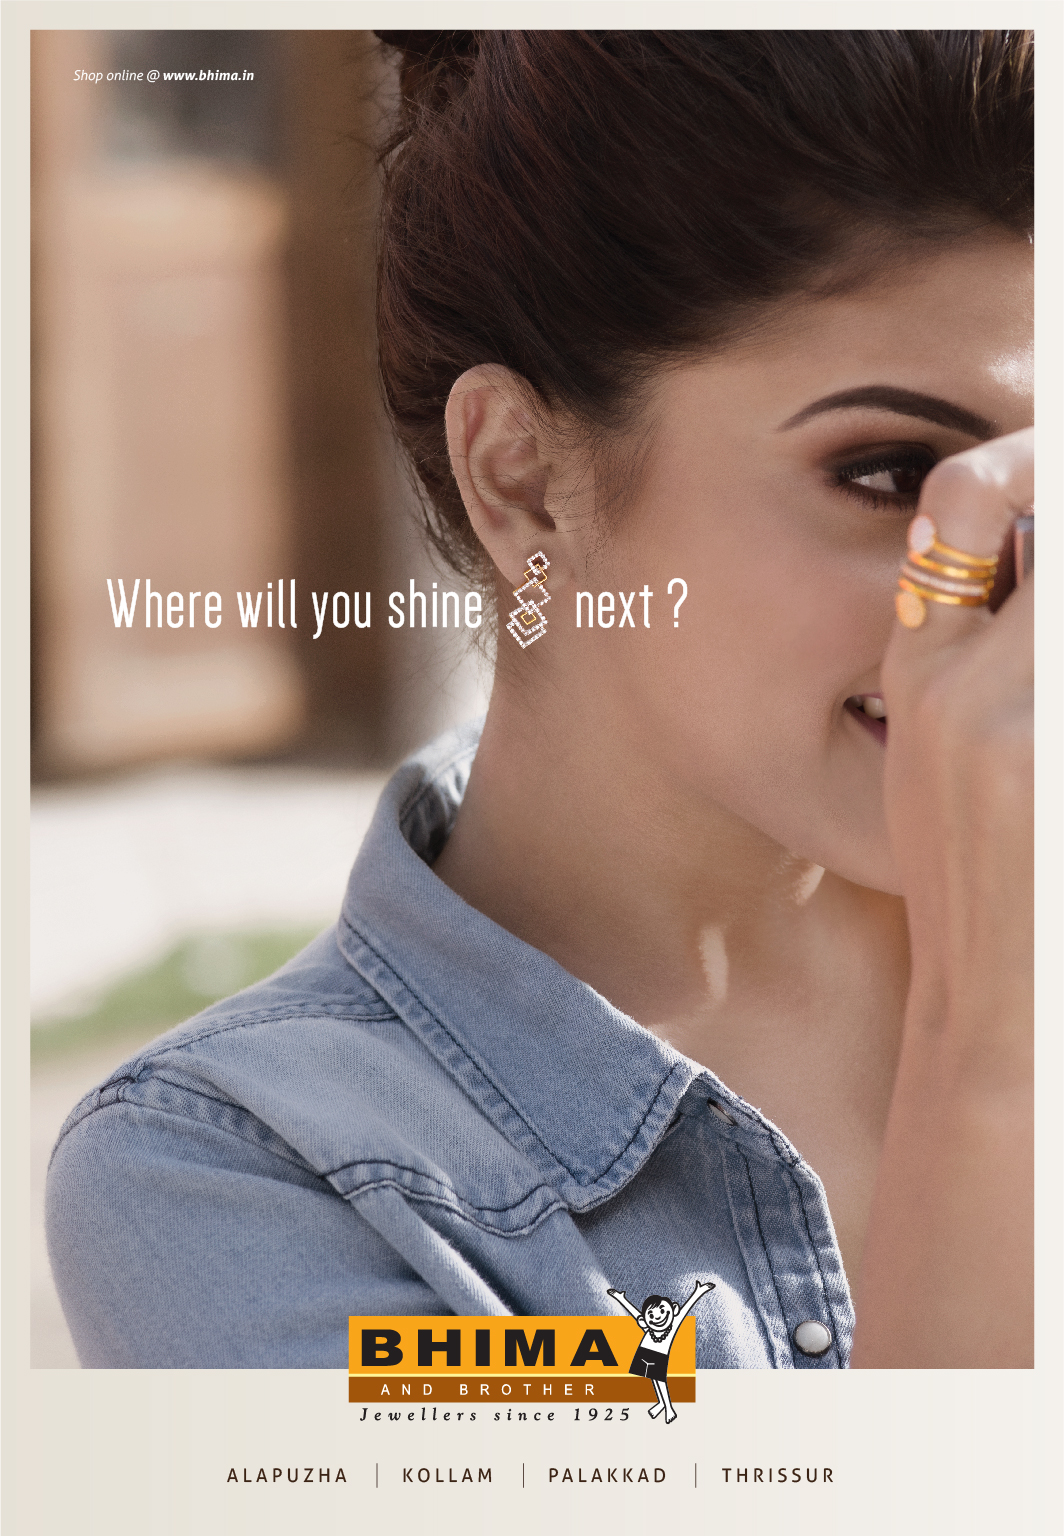 Shop online @ www.bhima.in
Where will you shine next ?
BHIMA
AND BROTHER
Jewellers since 1925
ALAPUZHA | KOLLAM | PALAKKAD | THRISSUR